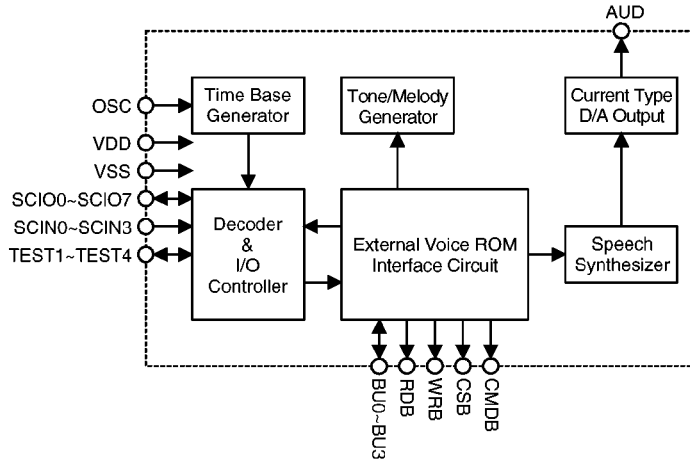 AUD
OSC
Time Base
Generator
Tone/Melody
Generator
Current Type
D/A Output
VDD
VSS
SCIO0~SCIO7
SCIN0~SCIN3
TEST1~TEST4
Decoder
&
I/O
Controller
External Voice ROM
Interface Circuit
Speech
Synthesizer
BU0~BU3
RDB
WRB
CSB
CMDB